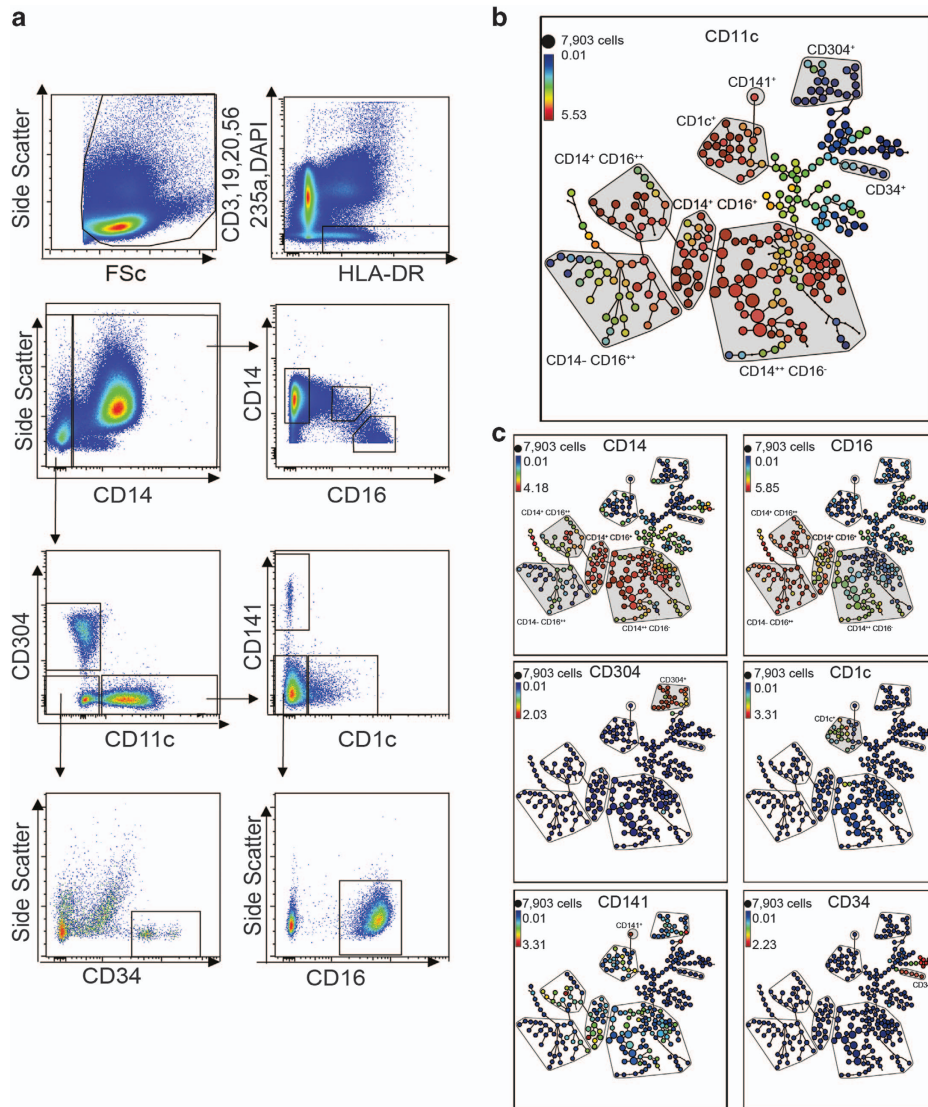 a
Side Scatter
FSc
CD3,19,20,56
235a,DAPI
HLA-DR
Side Scatter
CD14
CD14
CD16
CD304
CD11c
CD141
CD1c
Side Scatter
CD34
Side Scatter
CD16
b
7,903 cells
CD11c
0.01
5.53
CD304⁺
CD141⁺
CD1c⁺
CD14⁺ CD16⁺⁺
CD34⁺
CD14⁺ CD16⁺
CD14- CD16⁺⁺
CD14⁺⁺ CD16⁻
c
7,903 cells
CD14
0.01
4.18
CD14⁺ CD16⁺⁺
CD14⁺ CD16⁺
CD14- CD16⁺⁺
CD14⁺⁺ CD16⁻
7,903 cells
CD16
0.01
5.85
CD14⁺ CD16⁺⁺
CD14⁺ CD16⁺
CD14- CD16⁺⁺
CD14⁺⁺ CD16⁻
7,903 cells
CD304
0.01
2.03
CD304⁺
7,903 cells
CD1c
0.01
3.31
CD1c⁺
7,903 cells
CD141
0.01
3.31
CD141⁺
7,903 cells
CD34
0.01
2.23
CD34